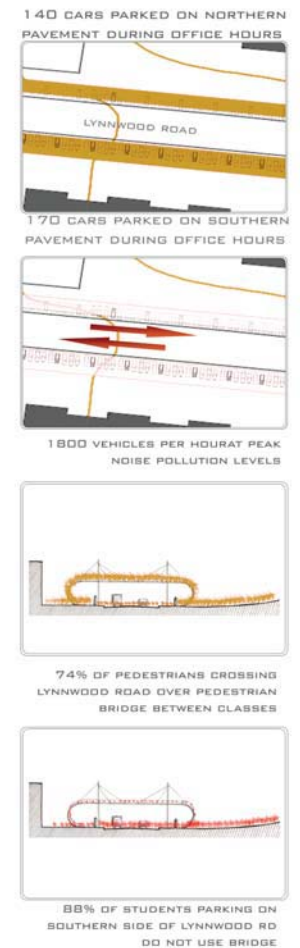 140 CARS PARKED ON NORTHERN
PAVEMENT DURING OFFICE HOURS
LYNNWOOD ROAD
170 CARS PARKED ON SOUTHERN
PAVEMENT DURING OFFICE HOURS
1800 VEHICLES PER HOURAT PEAK
NOISE POLLUTION LEVELS
74% OF PEDESTRIANS CROSSING
LYNNWOOD ROAD OVER PEDESTRIAN
BRIDGE BETWEEN CLASSES
88% OF STUDENTS PARKING ON
SOUTHERN SIDE OF LYNNWOOD RD
DO NOT USE BRIDGE